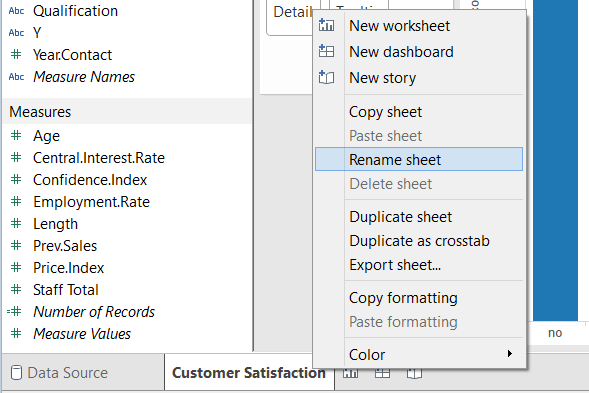 Abc Qualification
Abc Y
Year.Contact
Abc Measure Names
Measures
Age
Central.Interest.Rate
Confidence.Index
Employment.Rate
Length
Prev.Sales
Price.Index
Staff Total
Number of Records
Measure Values
Detail
New worksheet
New dashboard
New story
Copy sheet
Paste sheet
Rename sheet
Delete sheet
Duplicate sheet
Duplicate as crosstab
Export sheet...
Copy formatting
Paste formatting
Color
no
Data Source
Customer Satisfaction